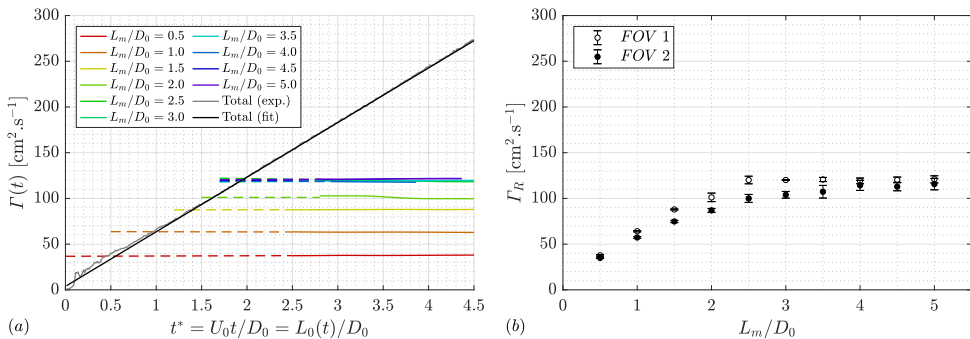 350
300
250
200
150
100
50
0
Γ(t) [cm².s⁻¹]
L_m/D_0 = 0.5
L_m/D_0 = 1.0
L_m/D_0 = 1.5
L_m/D_0 = 2.0
L_m/D_0 = 2.5
L_m/D_0 = 3.0
L_m/D_0 = 3.5
L_m/D_0 = 4.0
L_m/D_0 = 4.5
L_m/D_0 = 5.0
Total (exp.)
Total (fit)
0 0.5 1 1.5 2 2.5 3 3.5 4 4.5
(a) t* = U_0t/D_0 = L_0(t)/D_0
300
250
200
150
100
50
0
Γ_R [cm².s⁻¹]
FOV 1
FOV 2
0 1 2 3 4 5
(b) L_m/D_0